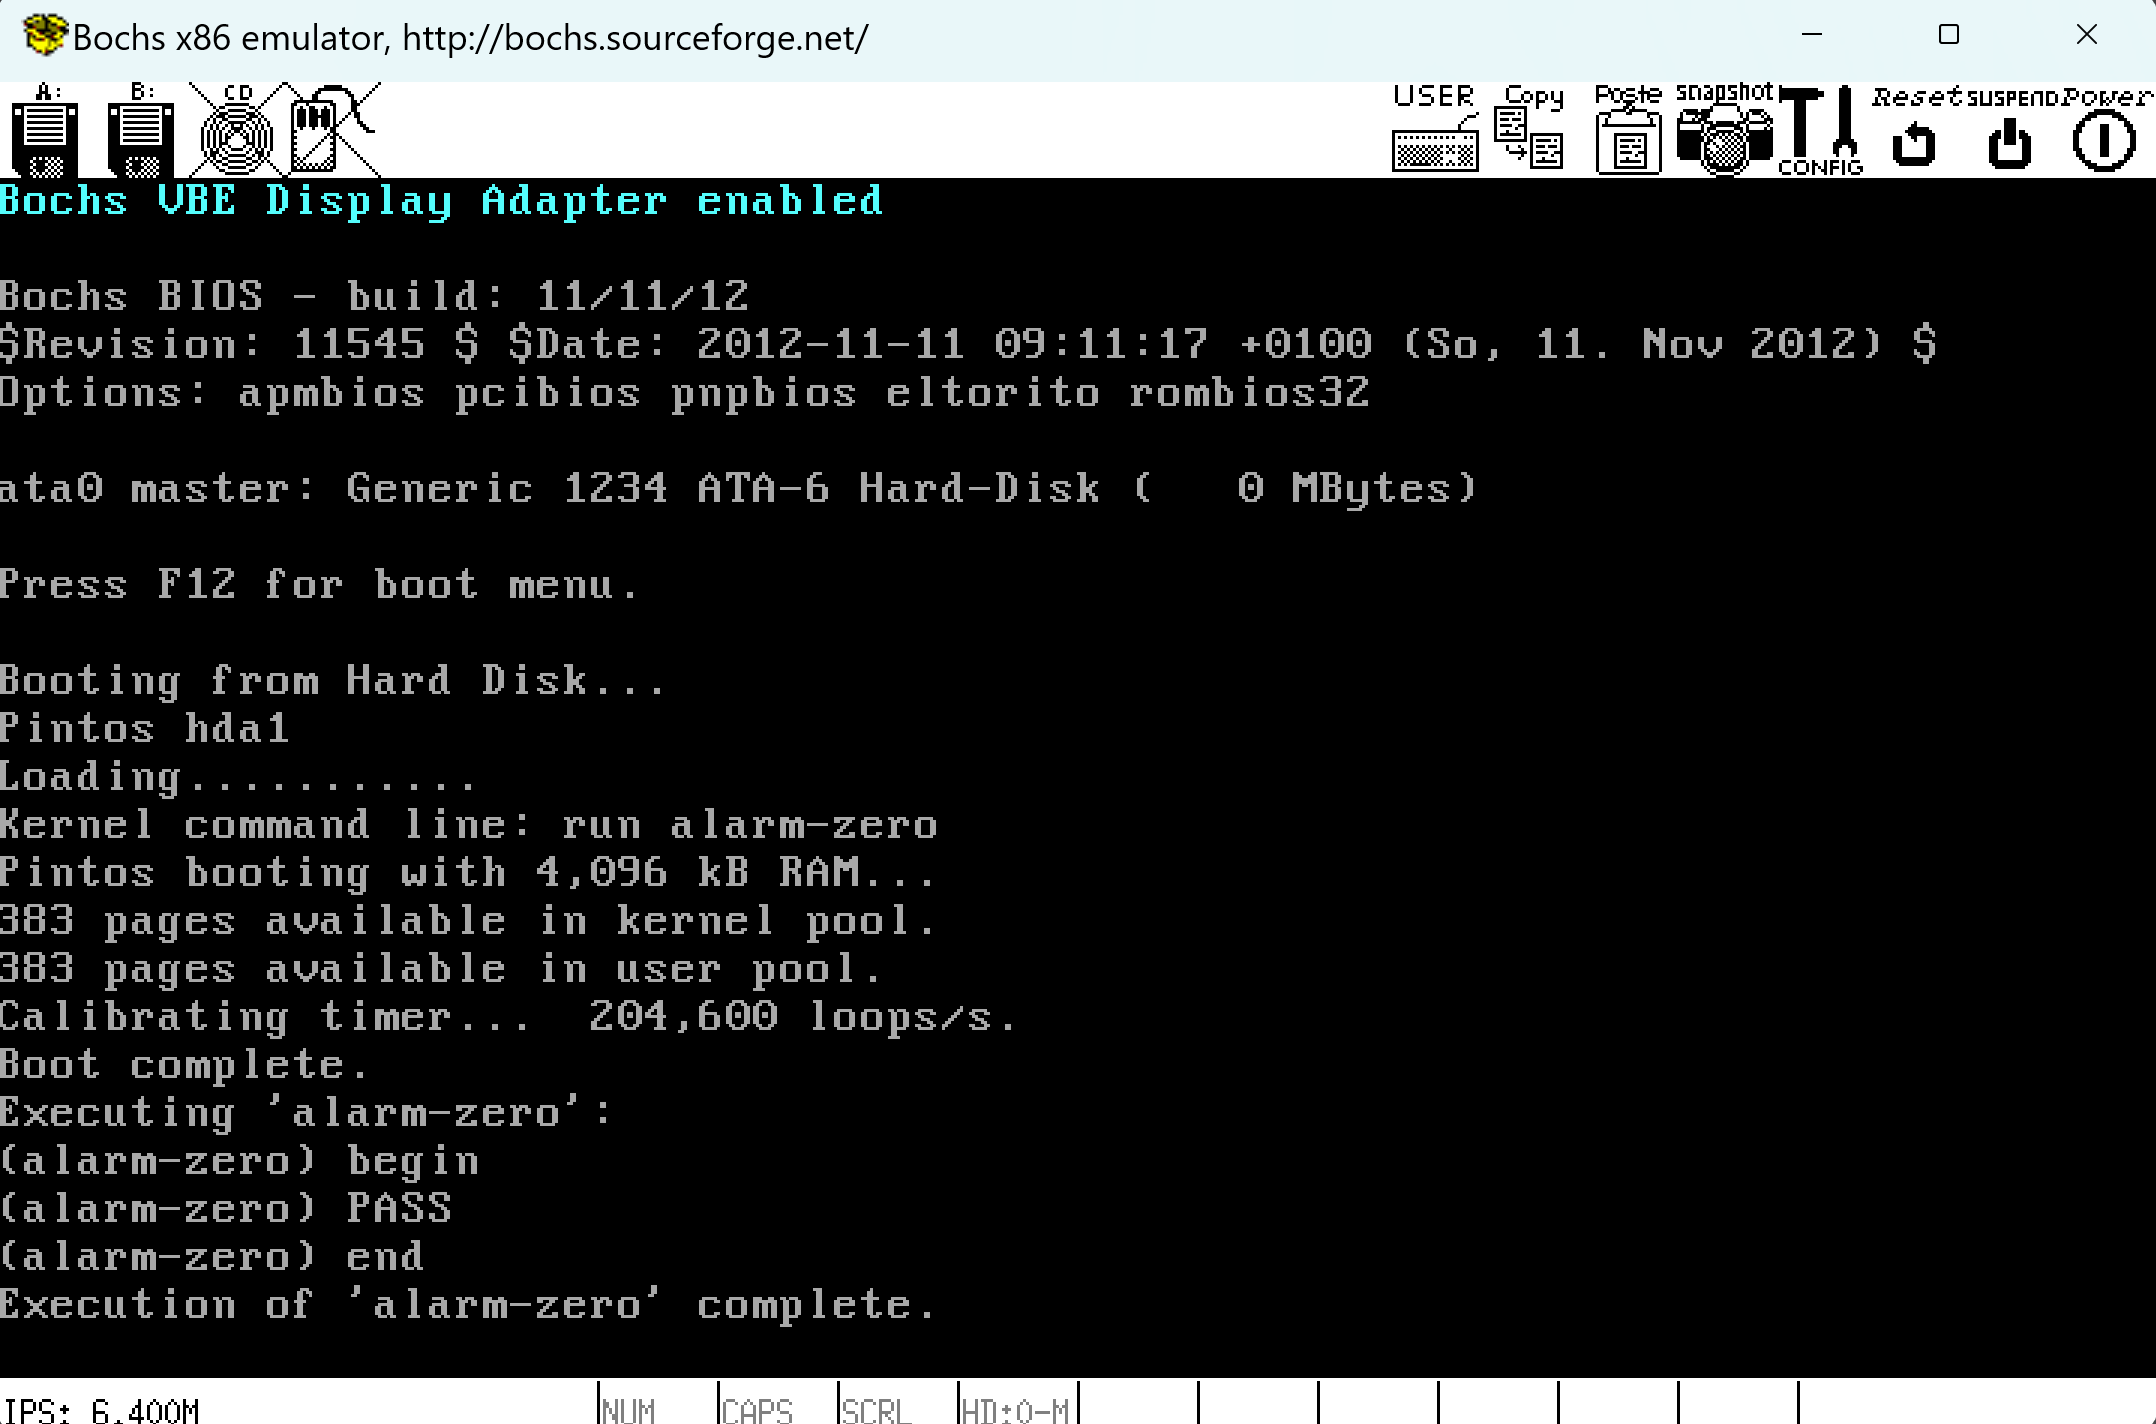 Bochs x86 emulator, http://bochs.sourceforge.net/
A: B: CD USER Copy Paste snapshot CONFIG Reset SUSPEND Power
Bochs VBE Display Adapter enabled
Bochs BIOS - build: 11/11/12
$Revision: 11545 $ $Date: 2012-11-11 09:11:17 +0100 (So, 11. Nov 2012) $
Options: apmbios pcibios pnpbios eltorito rombios32
ata0 master: Generic 1234 ATA-6 Hard-Disk (   0 MBytes)
Press F12 for boot menu.
Booting from Hard Disk...
Pintos hda1
Loading...........
Kernel command line: run alarm-zero
Pintos booting with 4,096 kB RAM...
383 pages available in kernel pool.
383 pages available in user pool.
Calibrating timer...  204,600 loops/s.
Boot complete.
Executing 'alarm-zero':
(alarm-zero) begin
(alarm-zero) PASS
(alarm-zero) end
Execution of 'alarm-zero' complete.
IPS: 6.400M NUM CAPS SCRL HD:0-M